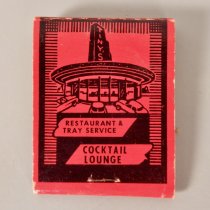 RESTAURANT &
TRAY SERVICE
COCKTAIL
LOUNGE